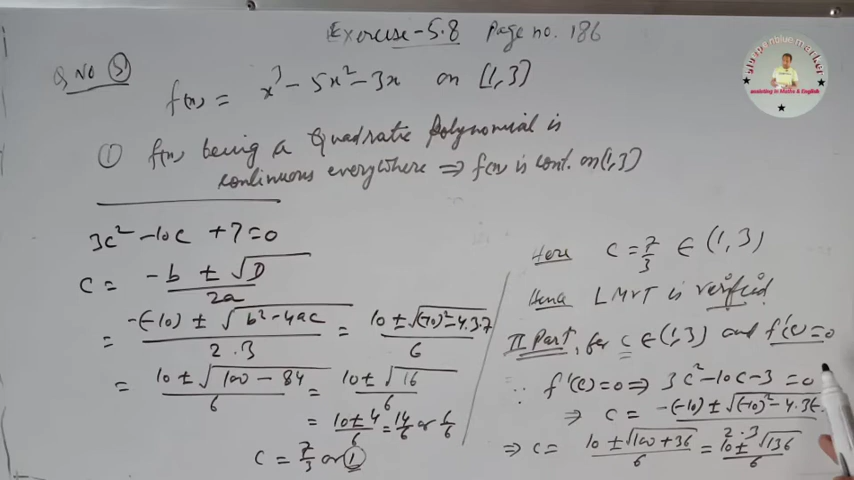 Exercise-5.8 Page no. 186
Q No (5)
f(x) = x³ - 5x² - 3x on [1,3]
① f(x) being a Quadratic polynomial is
continuous everywhere ⇒ f(x) is cont. on [1,3]
3c² - 10c + 7 = 0
c = -b ± √D / 2a
= -(-10) ± √b² - 4ac / 2.3 = 10 ± √(-10)² - 4.3.7 / 6
= 10 ± √100 - 84 / 6 = 10 ± √16 / 6
= 10 ± 4 / 6 = 14/6 or 6/6
c = 7/3 or ①
Here c = 7/3 ∈ (1,3)
Hence LMVT is verified
II Part, for c ∈ (1,3) and f'(c) = 0
∵ f'(c) = 0 ⇒ 3c² - 10c - 3 = 0
⇒ c = -(-10) ± √(-10)² - 4.3(- / 2.3
⇒ c = 10 ± √100 + 36 / 6 = 10 ± √136 / 6